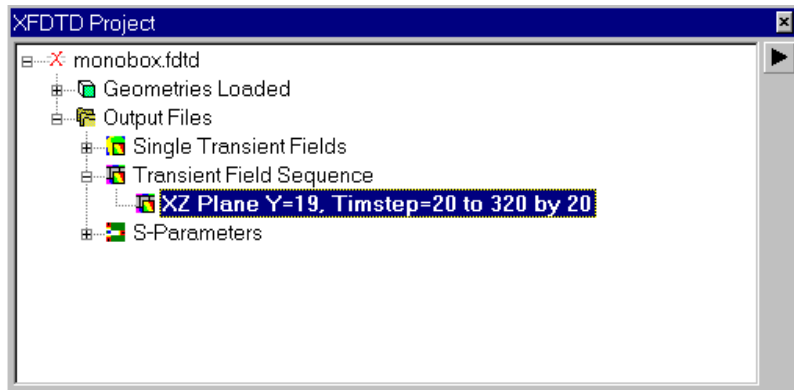 XFDTD Project
monobox.fdtd
Geometries Loaded
Output Files
Single Transient Fields
Transient Field Sequence
XZ Plane Y=19, Timstep=20 to 320 by 20
S-Parameters